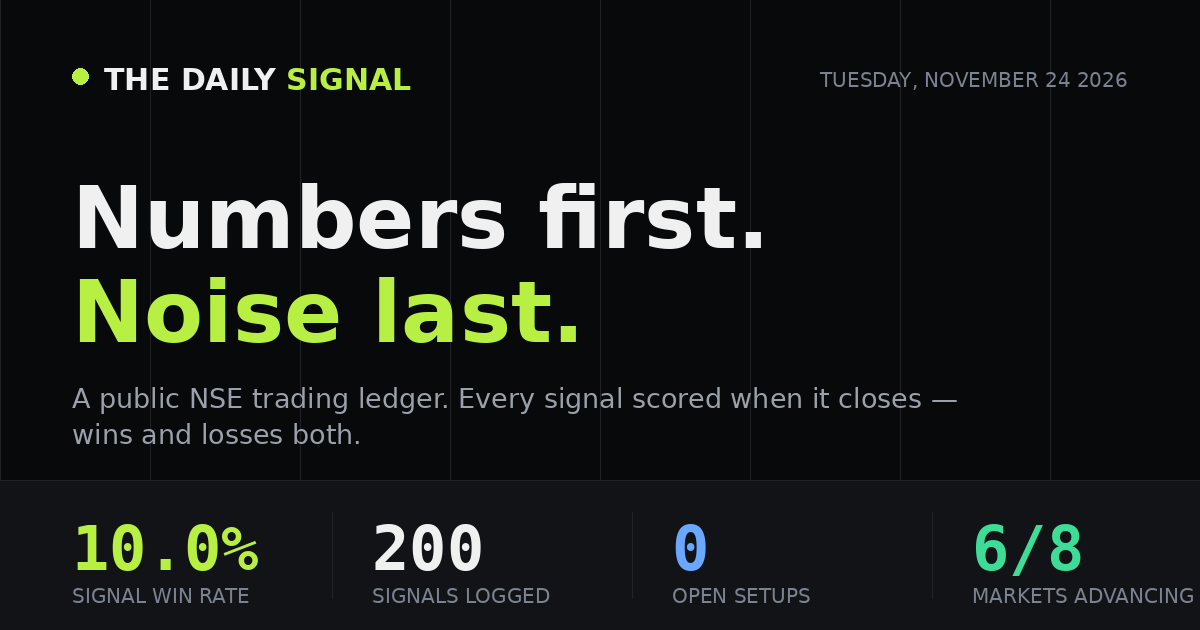 THE DAILY SIGNAL
TUESDAY, NOVEMBER 24 2026
Numbers first.
Noise last.
A public NSE trading ledger. Every signal scored when it closes —
wins and losses both.
10.0%
SIGNAL WIN RATE
200
SIGNALS LOGGED
0
OPEN SETUPS
6/8
MARKETS ADVANCING